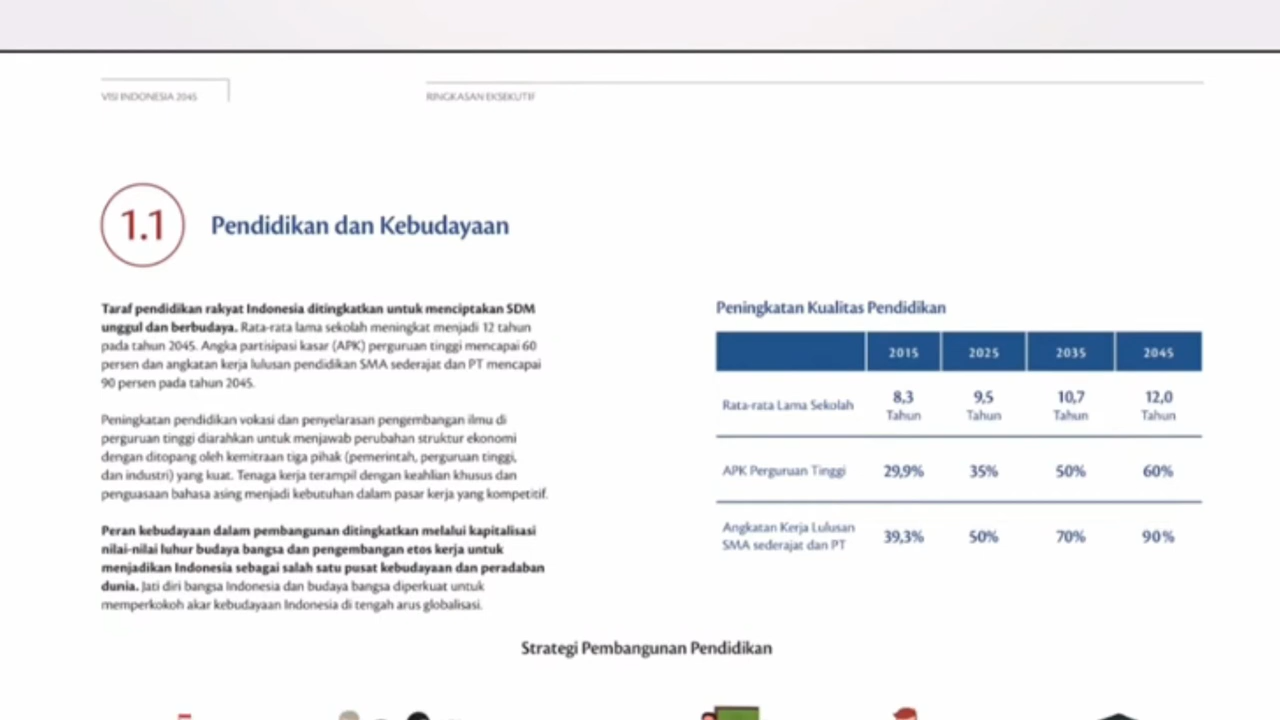 VISI INDONESIA 2045
RINGKASAN EKSEKUTIF
1.1
Pendidikan dan Kebudayaan
Taraf pendidikan rakyat Indonesia ditingkatkan untuk menciptakan SDM
unggul dan berbudaya. Rata-rata lama sekolah meningkat menjadi 12 tahun
pada tahun 2045. Angka partisipasi kasar (APK) perguruan tinggi mencapai 60
persen dan angkatan kerja lulusan pendidikan SMA sederajat dan PT mencapai
90 persen pada tahun 2045.
Peningkatan pendidikan vokasi dan penyelarasan pengembangan ilmu di
perguruan tinggi diarahkan untuk menjawab perubahan struktur ekonomi
dengan ditopang oleh kemitraan tiga pihak (pemerintah, perguruan tinggi,
dan industri) yang kuat. Tenaga kerja terampil dengan keahlian khusus dan
penguasaan bahasa asing menjadi kebutuhan dalam pasar kerja yang kompetitif.
Peran kebudayaan dalam pembangunan ditingkatkan melalui kapitalisasi
nilai-nilai luhur budaya bangsa dan pengembangan etos kerja untuk
menjadikan Indonesia sebagai salah satu pusat kebudayaan dan peradaban
dunia. Jati diri bangsa Indonesia dan budaya bangsa diperkuat untuk
memperkokoh akar kebudayaan Indonesia di tengah arus globalisasi.
Peningkatan Kualitas Pendidikan
2015 2025 2035 2045
Rata-rata Lama Sekolah 8,3 Tahun 9,5 Tahun 10,7 Tahun 12,0 Tahun
APK Perguruan Tinggi 29,9% 35% 50% 60%
Angkatan Kerja Lulusan
SMA sederajat dan PT 39,3% 50% 70% 90%
Strategi Pembangunan Pendidikan